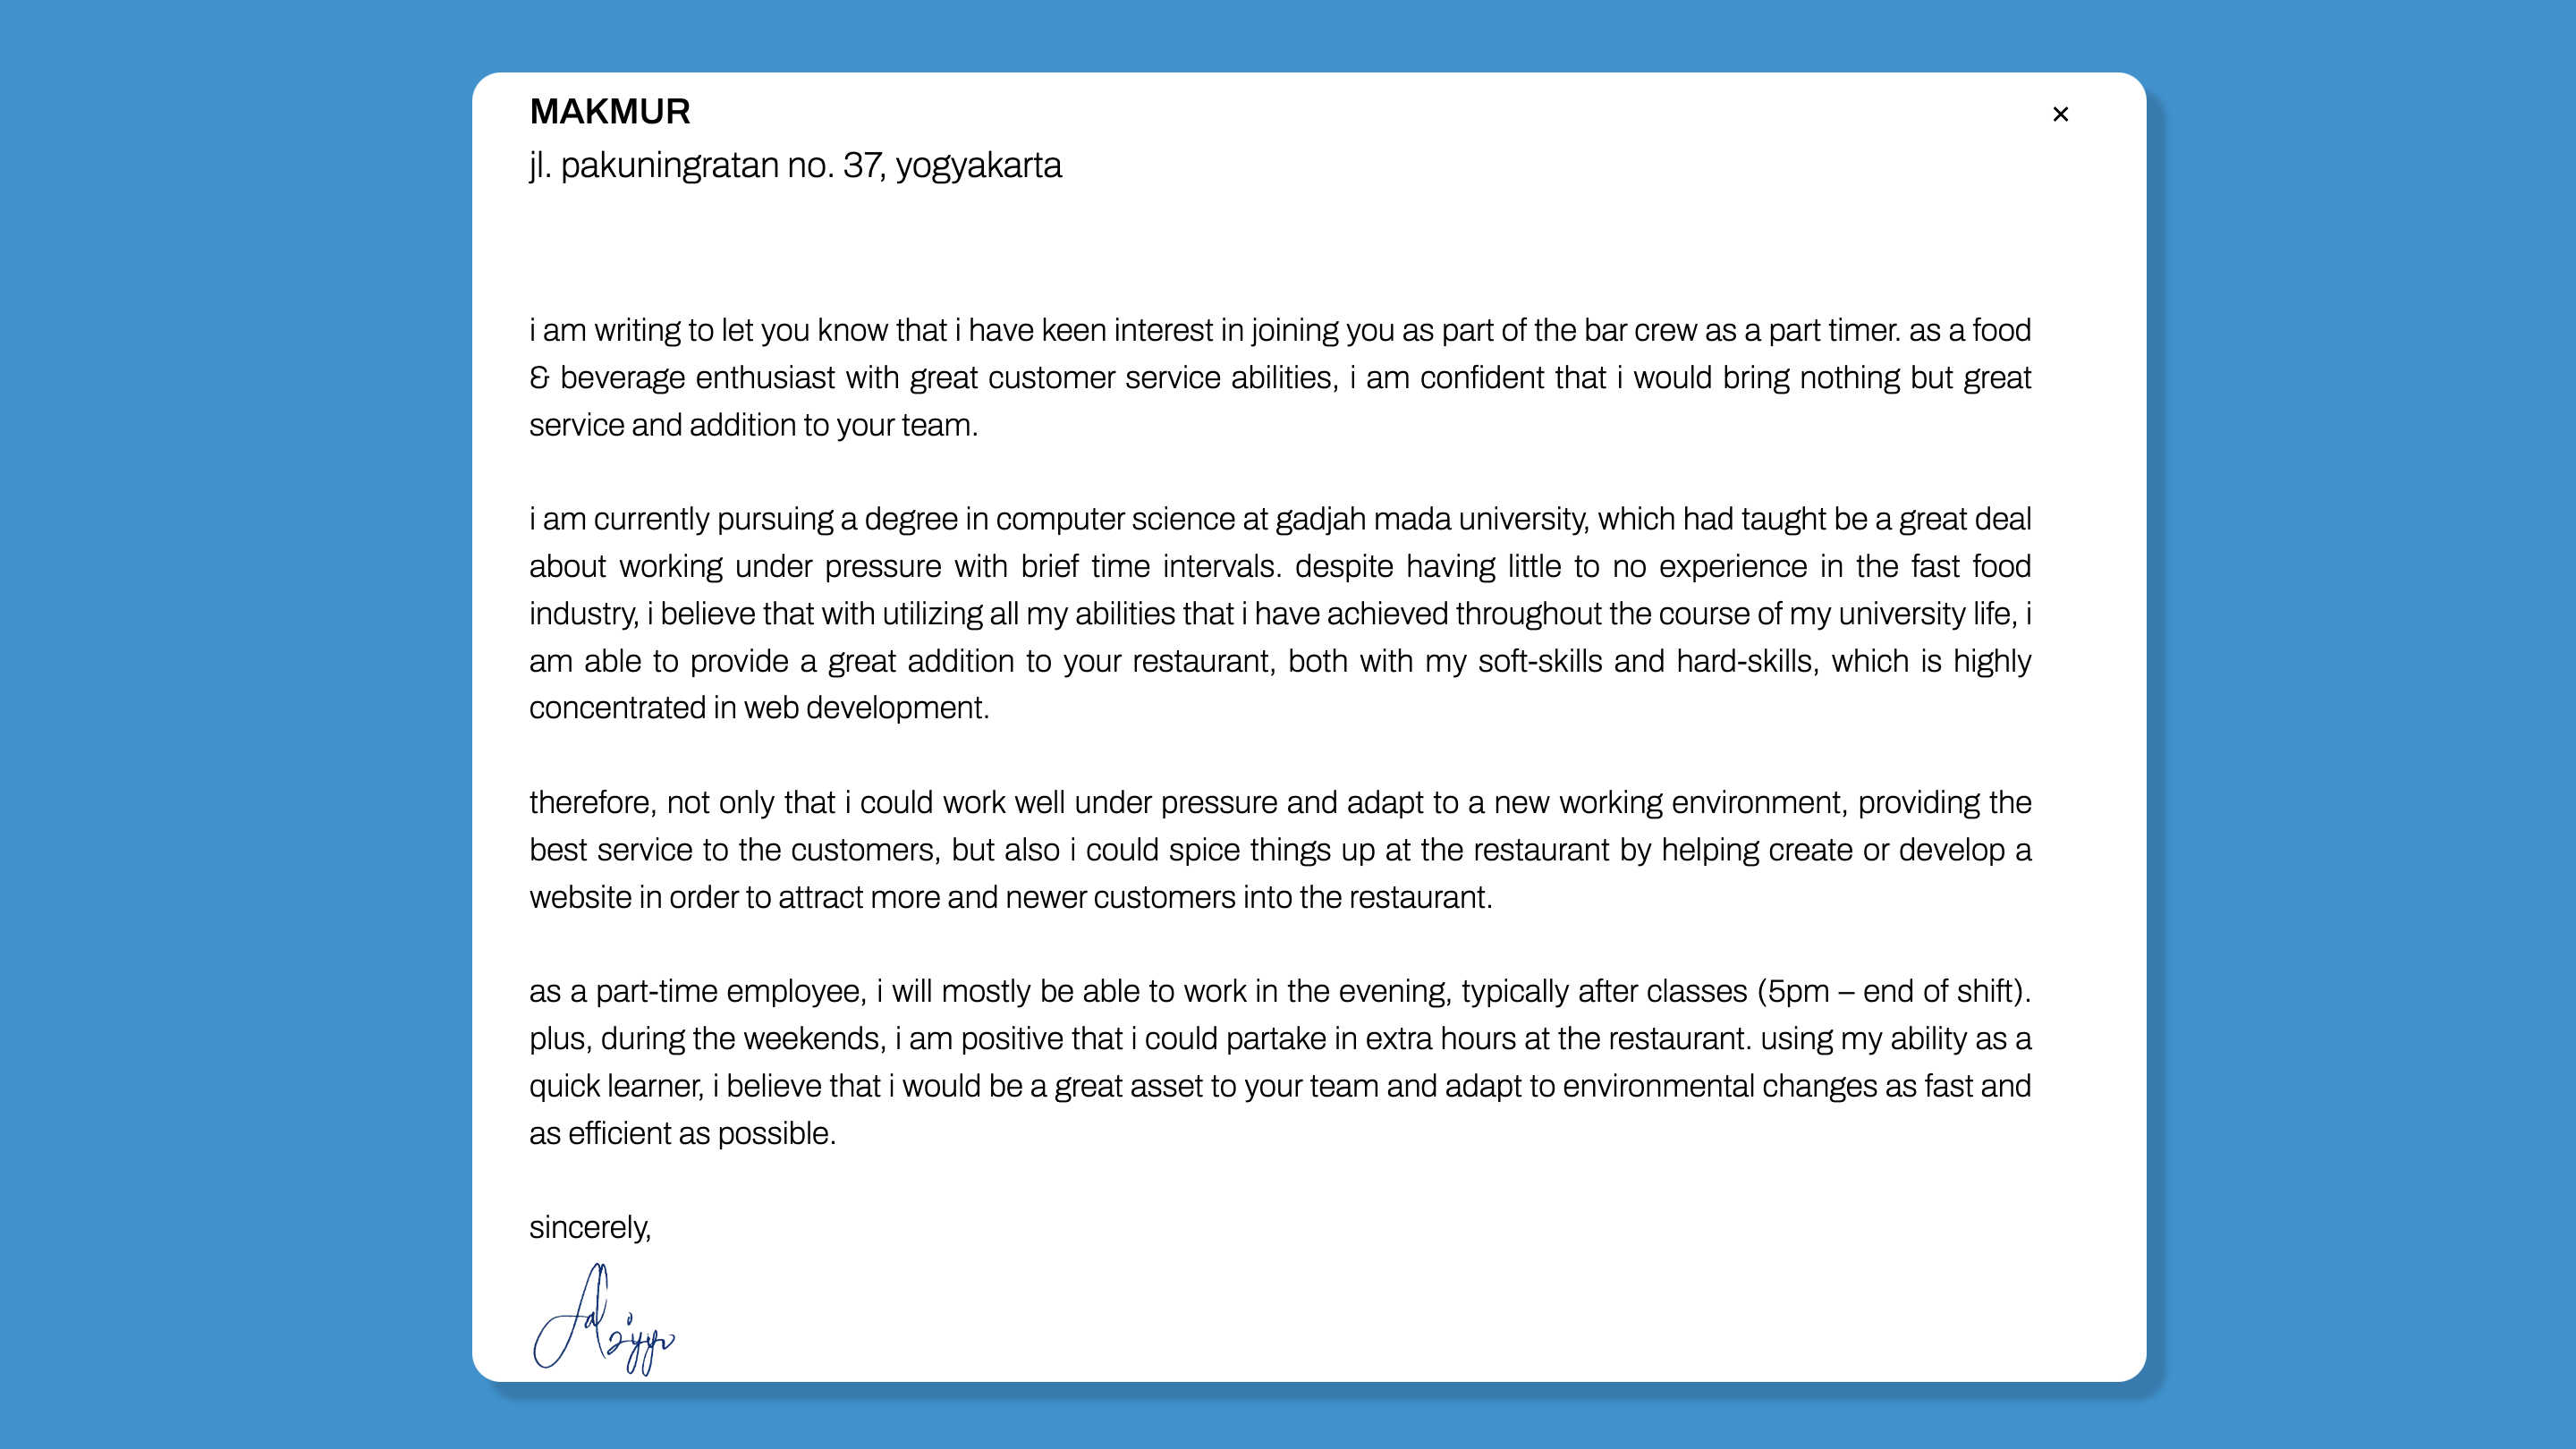 MAKMUR
×
jl. pakuningratan no. 37, yogyakarta
i am writing to let you know that i have keen interest in joining you as part of the bar crew as a part timer. as a food
& beverage enthusiast with great customer service abilities, i am confident that i would bring nothing but great
service and addition to your team.
i am currently pursuing a degree in computer science at gadjah mada university, which had taught be a great deal
about working under pressure with brief time intervals. despite having little to no experience in the fast food
industry, i believe that with utilizing all my abilities that i have achieved throughout the course of my university life, i
am able to provide a great addition to your restaurant, both with my soft-skills and hard-skills, which is highly
concentrated in web development.
therefore, not only that i could work well under pressure and adapt to a new working environment, providing the
best service to the customers, but also i could spice things up at the restaurant by helping create or develop a
website in order to attract more and newer customers into the restaurant.
as a part-time employee, i will mostly be able to work in the evening, typically after classes (5pm – end of shift).
plus, during the weekends, i am positive that i could partake in extra hours at the restaurant. using my ability as a
quick learner, i believe that i would be a great asset to your team and adapt to environmental changes as fast and
as efficient as possible.
sincerely,